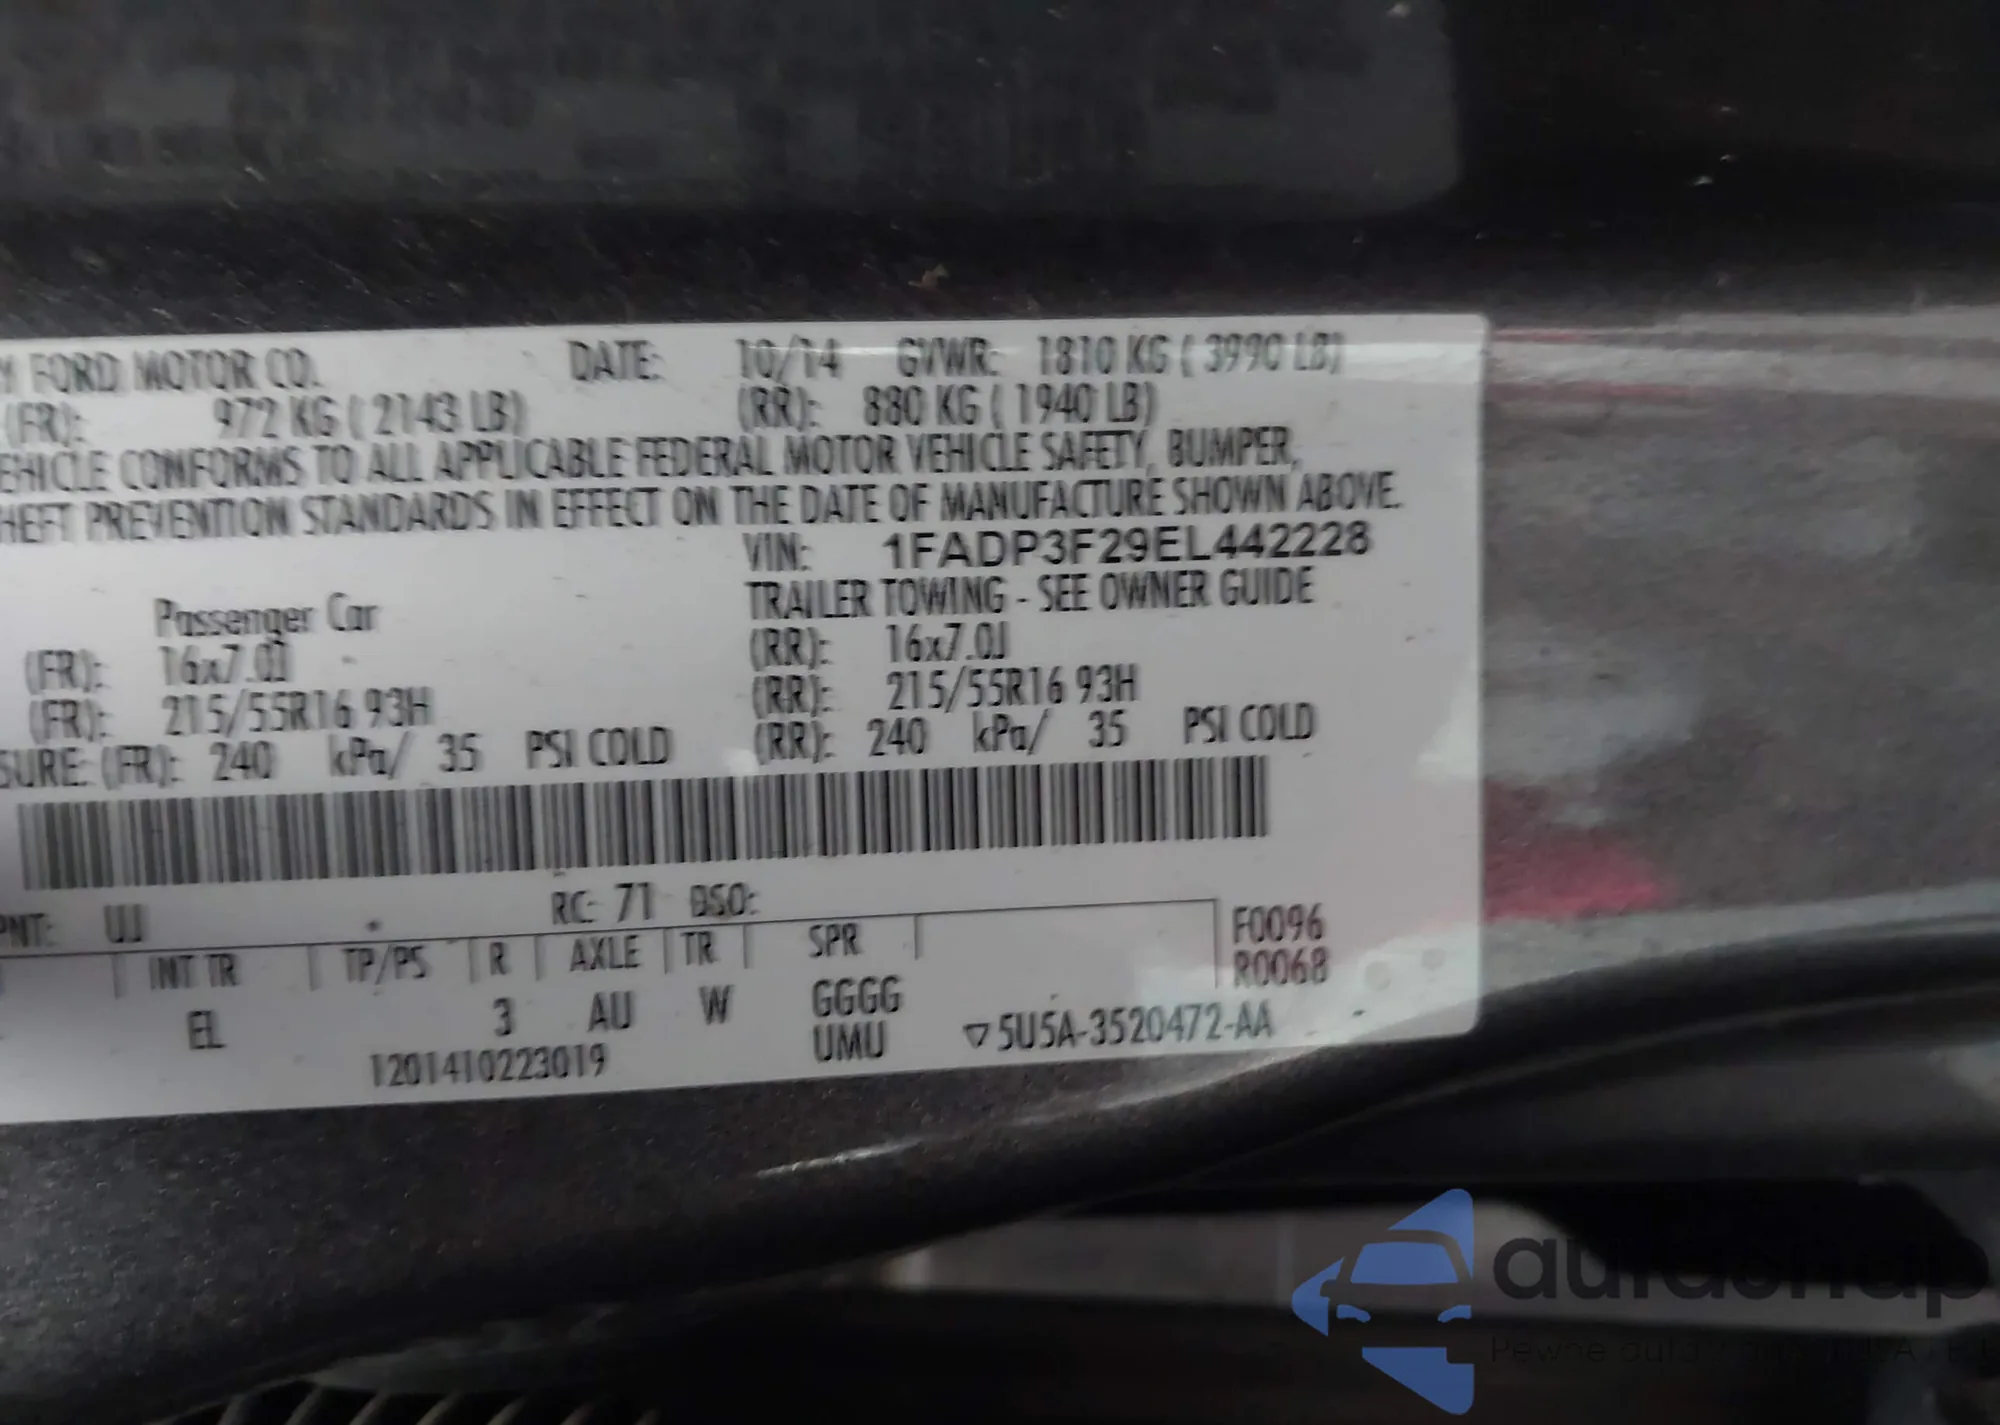 Y FORD MOTOR CO. DATE: 10/14 GVWR: 1810 KG ( 3990 LB)
(FR): 972 KG ( 2143 LB) (RR): 880 KG ( 1940 LB)
EHICLE CONFORMS TO ALL APPLICABLE FEDERAL MOTOR VEHICLE SAFETY, BUMPER,
HEFT PREVENTION STANDARDS IN EFFECT ON THE DATE OF MANUFACTURE SHOWN ABOVE.
VIN: 1FADP3F29EL442228
TRAILER TOWING - SEE OWNER GUIDE
Passenger Car
(FR): 16x7.0J (RR): 16x7.0J
(FR): 215/55R16 93H (RR): 215/55R16 93H
SURE: (FR): 240 kPa/ 35 PSI COLD (RR): 240 kPa/ 35 PSI COLD
PNT: UJ RC: 71 DSO:
INT TR TP/PS R AXLE TR SPR F0096
R0068
EL 3 AU W GGGG
UMU ▽5U5A-3520472-AA
1201410223019
autachap
Pewne auta